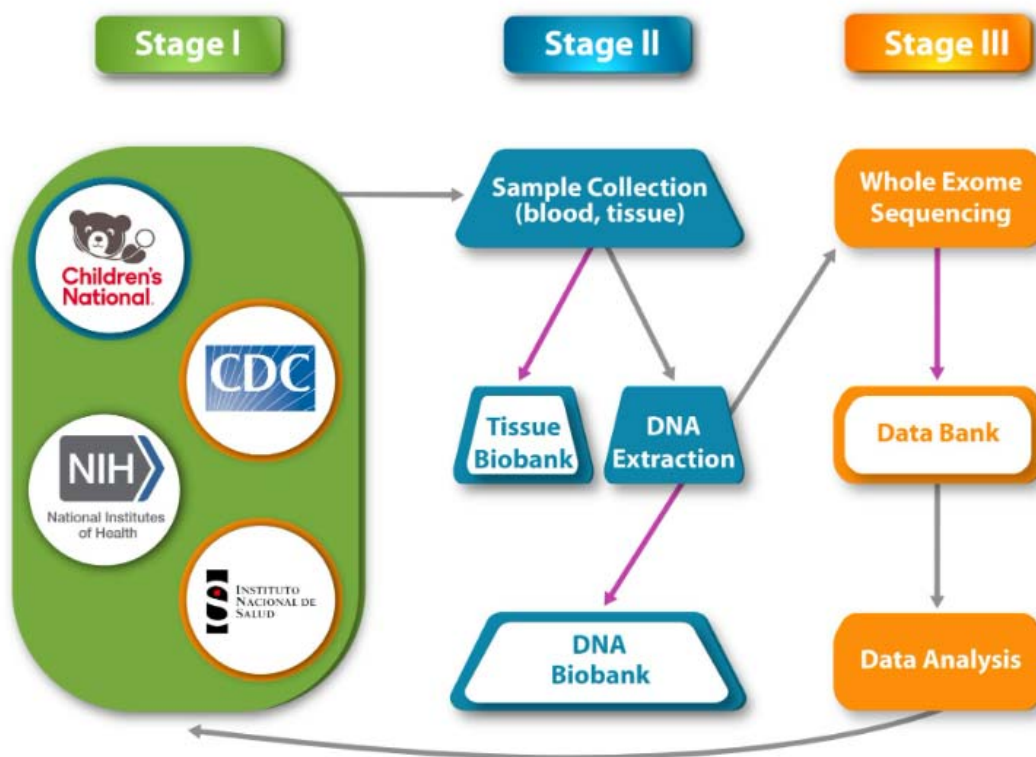 Stage I
Stage II
Stage III
Children's
National
CDC
NIH
National Institutes
of Health
INSTITUTO
NACIONAL DE
SALUD
Sample Collection
(blood, tissue)
Tissue
Biobank
DNA
Extraction
DNA
Biobank
Whole Exome
Sequencing
Data Bank
Data Analysis